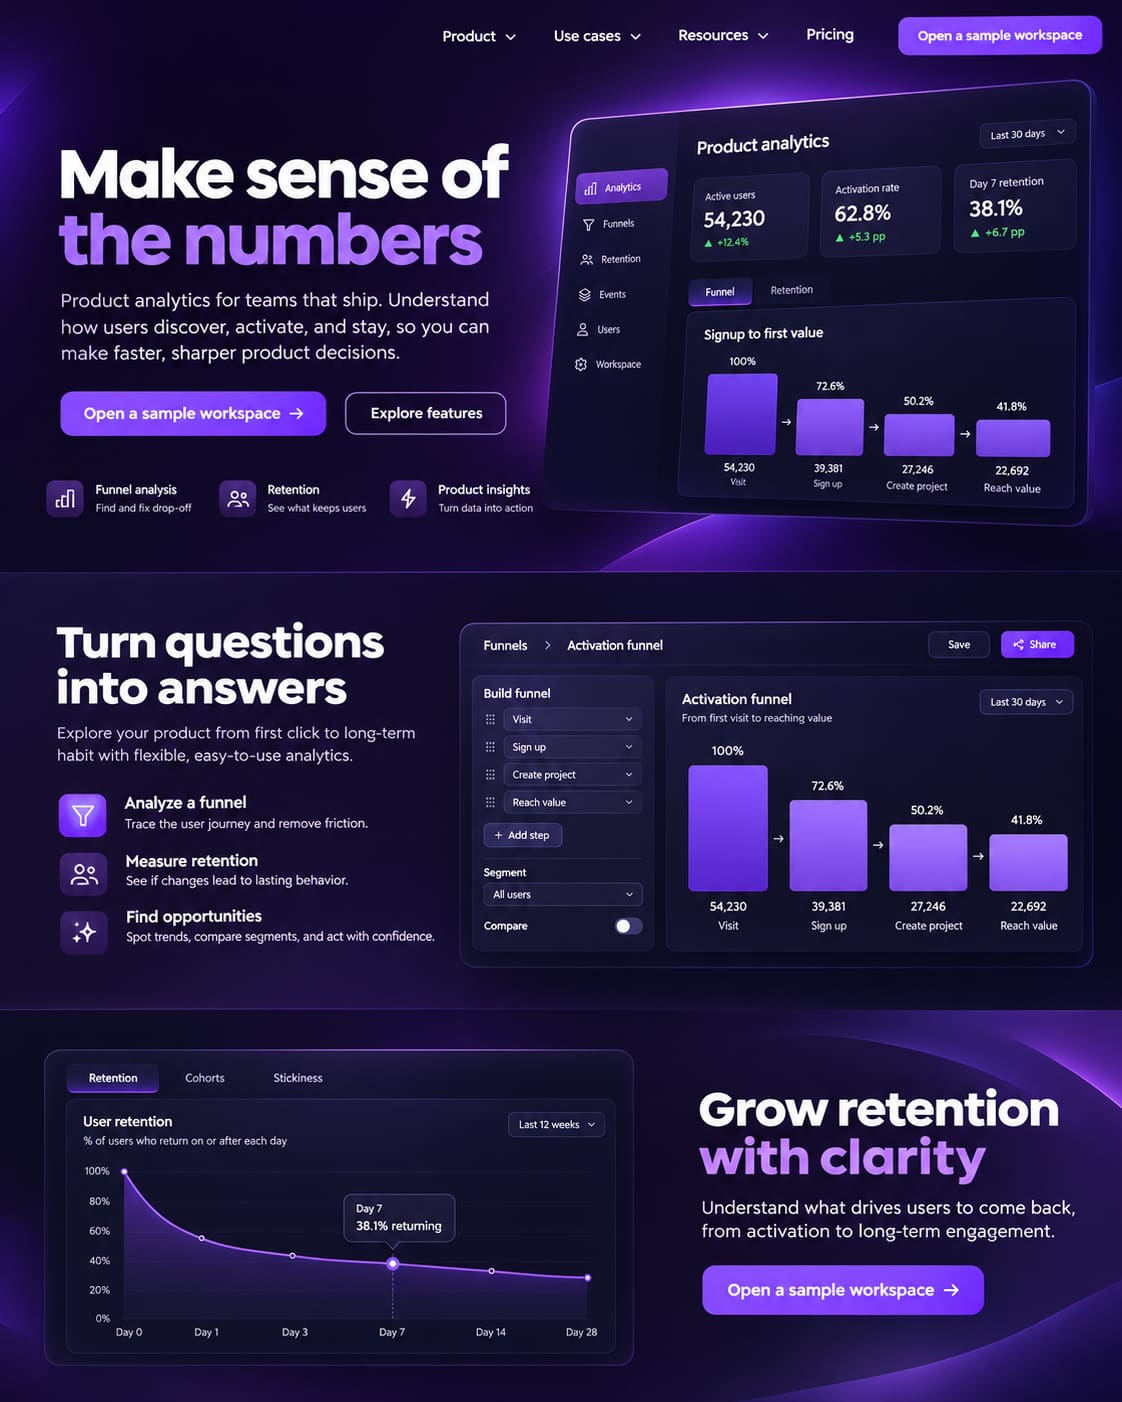 Product
Use cases
Resources
Pricing
Open a sample workspace
Make sense of
the numbers
Product analytics for teams that ship. Understand
how users discover, activate, and stay, so you can
make faster, sharper product decisions.
Open a sample workspace →
Explore features
Funnel analysis
Find and fix drop-off
Retention
See what keeps users
Product insights
Turn data into action
Analytics
Funnels
Retention
Events
Users
Workspace
Product analytics
Last 30 days
Active users
54,230
▲ +12.4%
Activation rate
62.8%
▲ +5.3 pp
Day 7 retention
38.1%
▲ +6.7 pp
Funnel
Retention
Signup to first value
100%
72.6%
50.2%
41.8%
54,230
39,381
27,246
22,692
Visit
Sign up
Create project
Reach value
Turn questions
into answers
Explore your product from first click to long-term
habit with flexible, easy-to-use analytics.
Analyze a funnel
Trace the user journey and remove friction.
Measure retention
See if changes lead to lasting behavior.
Find opportunities
Spot trends, compare segments, and act with confidence.
Funnels > Activation funnel
Save
Share
Build funnel
Visit
Sign up
Create project
Reach value
+ Add step
Segment
All users
Compare
Activation funnel
From first visit to reaching value
Last 30 days
100%
72.6%
50.2%
41.8%
54,230
39,381
27,246
22,692
Visit
Sign up
Create project
Reach value
Retention
Cohorts
Stickiness
User retention
% of users who return on or after each day
Last 12 weeks
100%
80%
60%
40%
20%
0%
Day 7
38.1% returning
Day 0
Day 1
Day 3
Day 7
Day 14
Day 28
Grow retention
with clarity
Understand what drives users to come back,
from activation to long-term engagement.
Open a sample workspace →